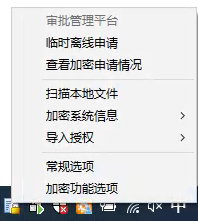 审批管理平台
临时离线申请
查看加密申请情况
扫描本地文件
加密系统信息
导入授权
常规选项
加密功能选项
中